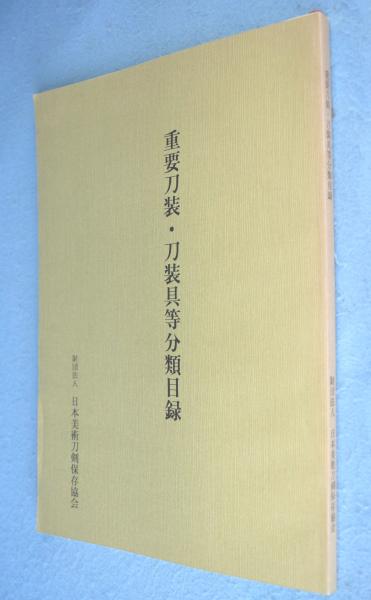 重要刀装・刀装具等分類目録
財団法人 日本美術刀剣保存協会